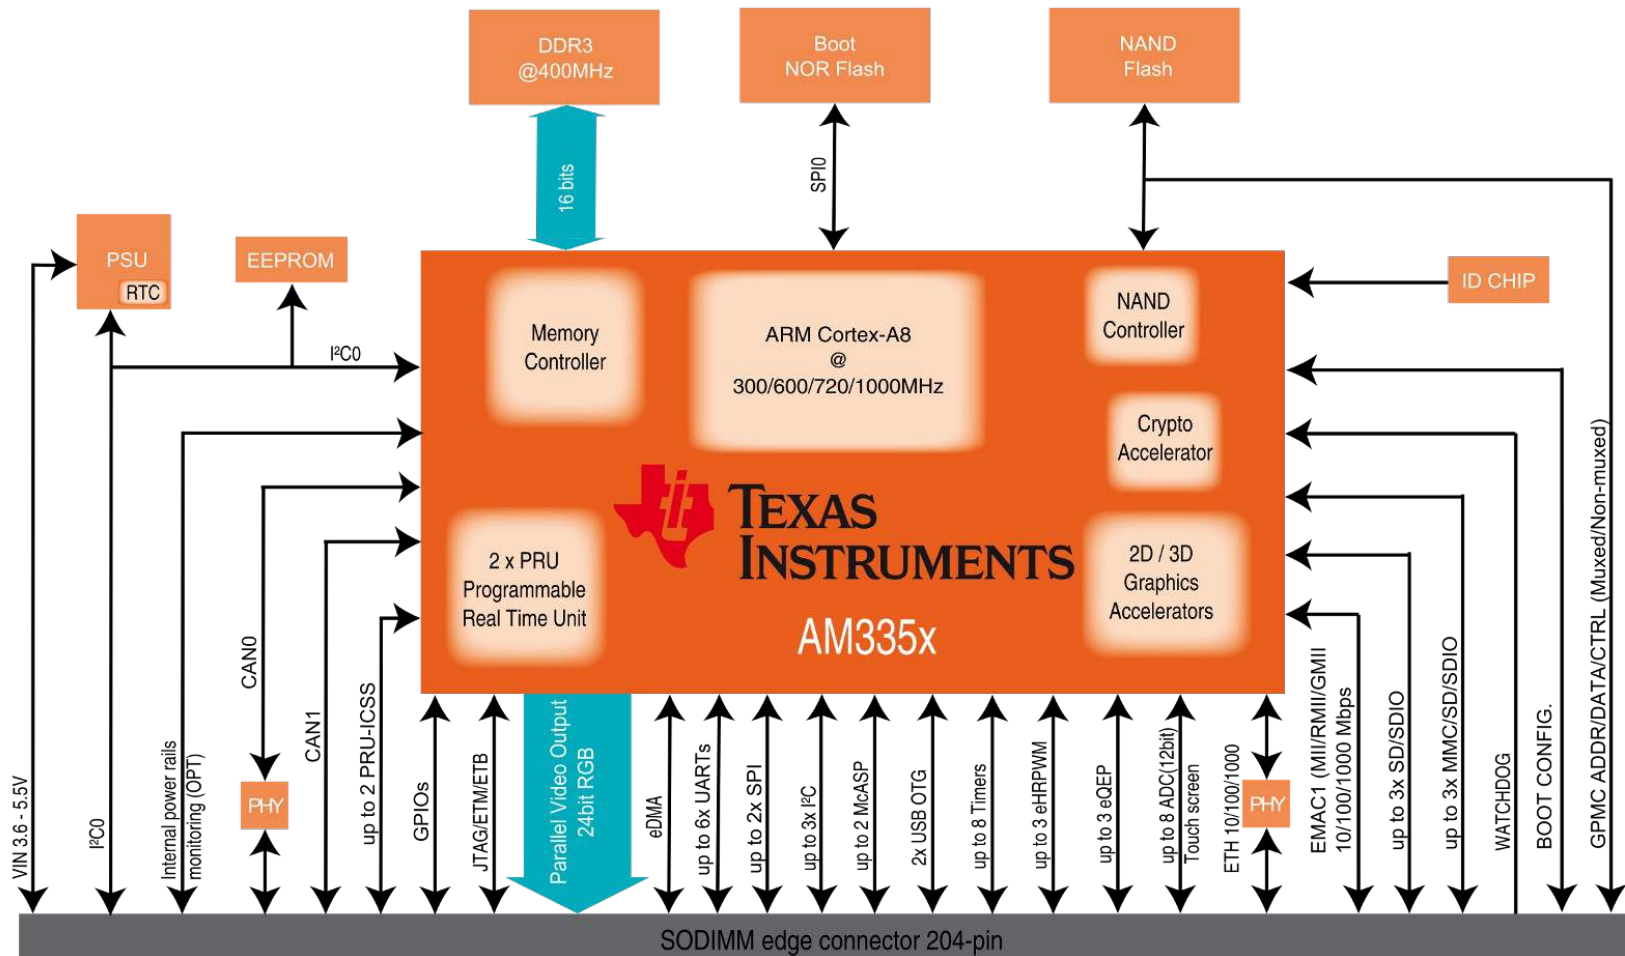 DDR3
@400MHz
Boot
NOR Flash
NAND
Flash
16 bits
SPI0
PSU
RTC
EEPROM
ID CHIP
I²C0
Memory
Controller
ARM Cortex-A8
@
300/600/720/1000MHz
NAND
Controller
Crypto
Accelerator
2 x PRU
Programmable
Real Time Unit
TEXAS
INSTRUMENTS
AM335x
2D / 3D
Graphics
Accelerators
VIN 3.6 - 5.5V
I²C0
Internal power rails
monitoring (OPT)
CAN0
PHY
CAN1
up to 2 PRU-ICSS
GPIOs
JTAG/ETM/ETB
Parallel Video Output
24bit RGB
eDMA
up to 6x UARTs
up to 2x SPI
up to 3x I²C
up to 2 McASP
2x USB OTG
up to 8 Timers
up to 3 eHRPWM
up to 3 eQEP
up to 8 ADC(12bit)
Touch screen
ETH 10/100/1000
PHY
EMAC1 (MII/RMII/GMII
10/100/1000 Mbps
up to 3x SD/SDIO
up to 3x MMC/SD/SDIO
WATCHDOG
BOOT CONFIG.
GPMC ADDR/DATA/CTRL (Muxed/Non-muxed)
SODIMM edge connector 204-pin